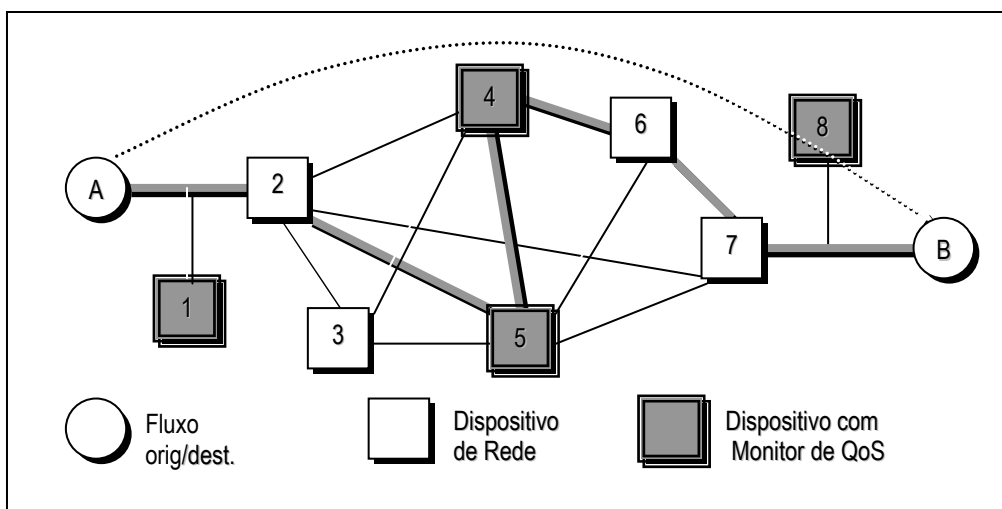 4
6
8
A
2
7
B
1
3
5
Fluxo
orig/dest.
Dispositivo
de Rede
Dispositivo com
Monitor de QoS